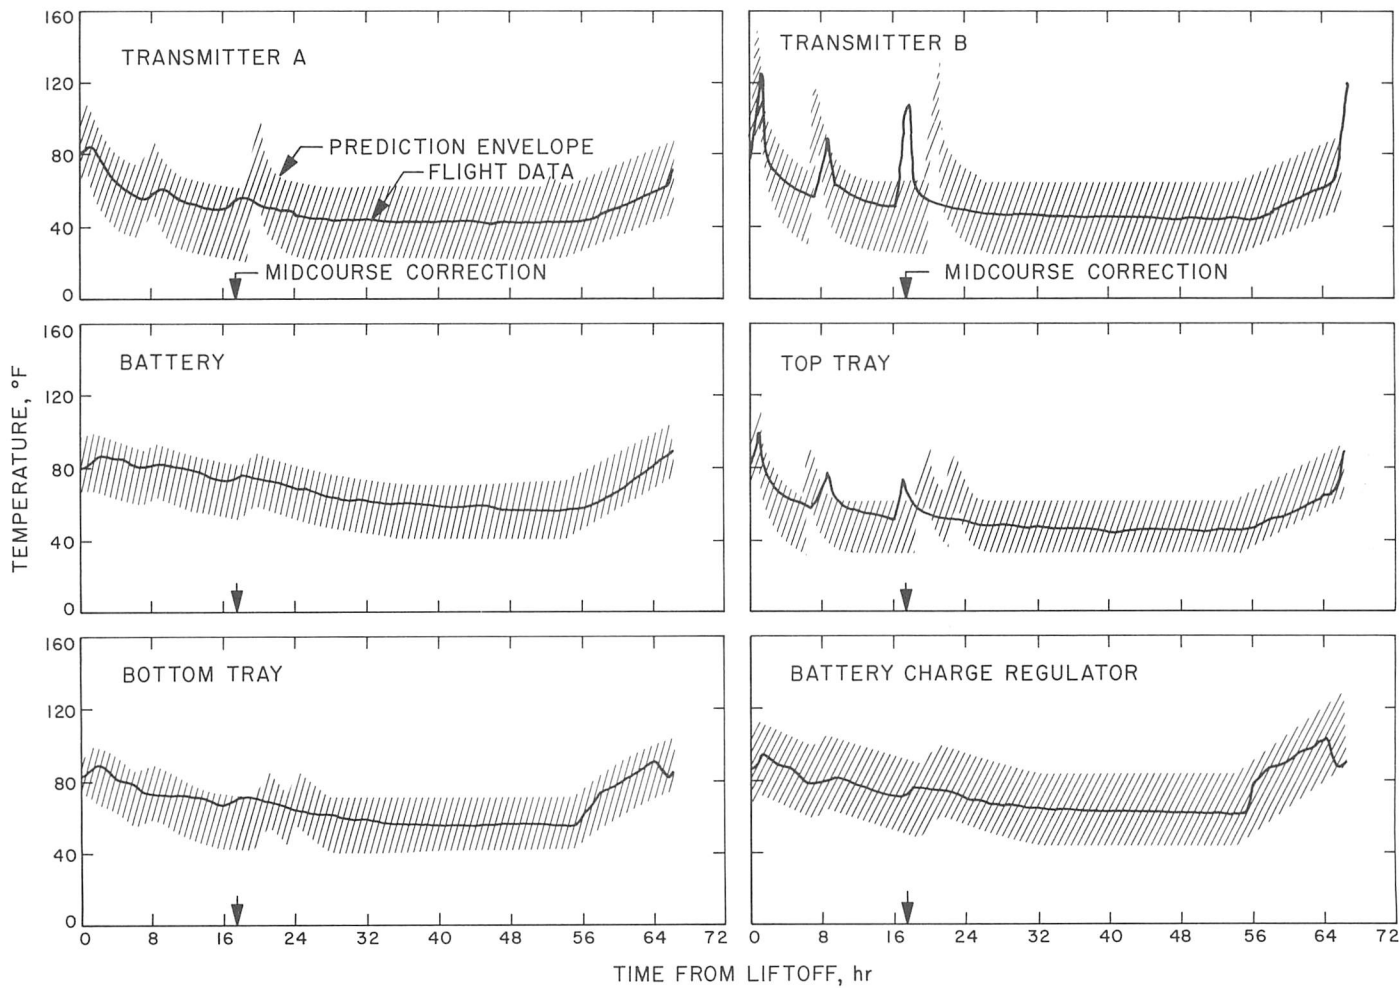 160
120
80
40
0
TRANSMITTER A
PREDICTION ENVELOPE
FLIGHT DATA
MIDCOURSE CORRECTION
TRANSMITTER B
MIDCOURSE CORRECTION
TEMPERATURE, °F
160
120
80
40
0
BATTERY
TOP TRAY
160
120
80
40
0
BOTTOM TRAY
BATTERY CHARGE REGULATOR
0 8 16 24 32 40 48 56 64 72
0 8 16 24 32 40 48 56 64 72
TIME FROM LIFTOFF, hr